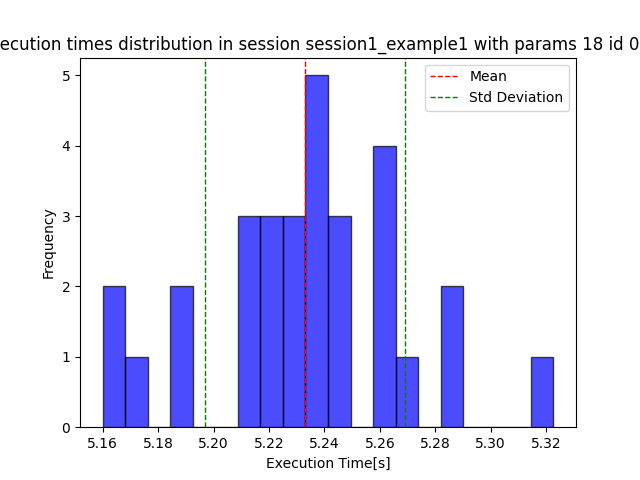 ecution times distribution in session session1_example1 with params 18 id 0
Mean
Std Deviation
Frequency
5
4
3
2
1
0
5.16 5.18 5.20 5.22 5.24 5.26 5.28 5.30 5.32
Execution Time[s]